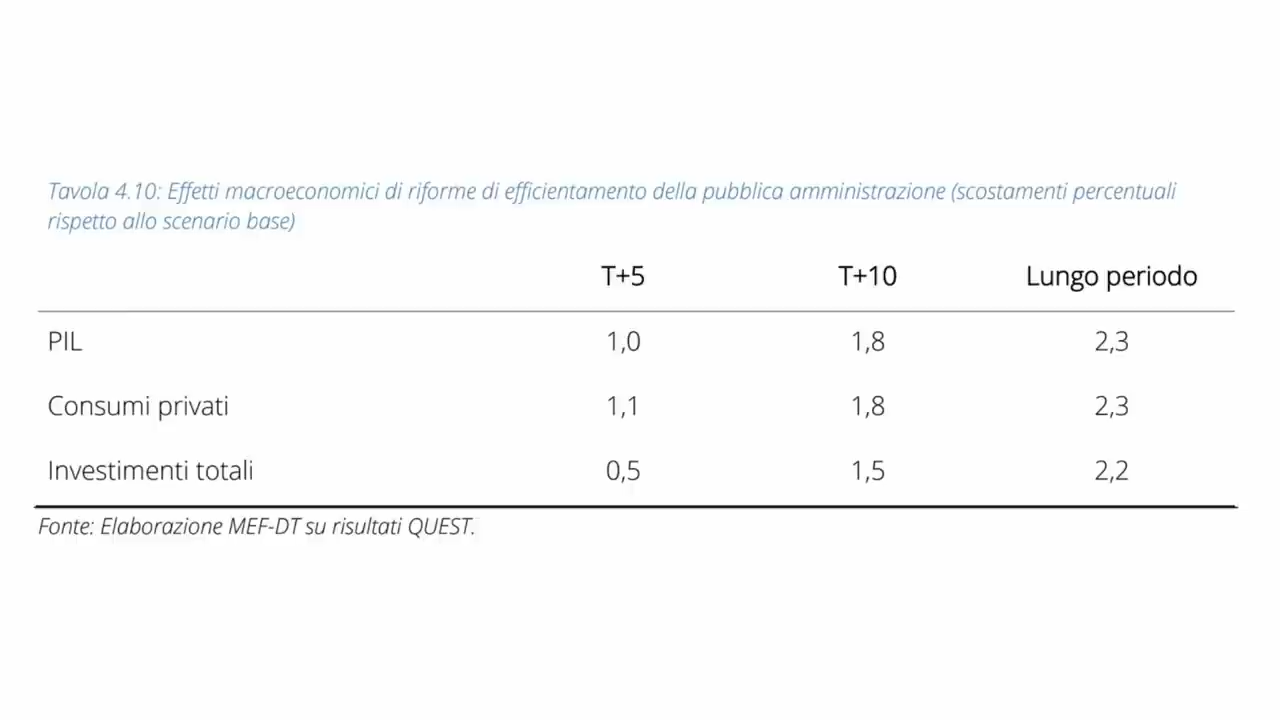 Tavola 4.10: Effetti macroeconomici di riforme di efficientamento della pubblica amministrazione (scostamenti percentuali
rispetto allo scenario base)
T+5 T+10 Lungo periodo
PIL 1,0 1,8 2,3
Consumi privati 1,1 1,8 2,3
Investimenti totali 0,5 1,5 2,2
Fonte: Elaborazione MEF-DT su risultati QUEST.